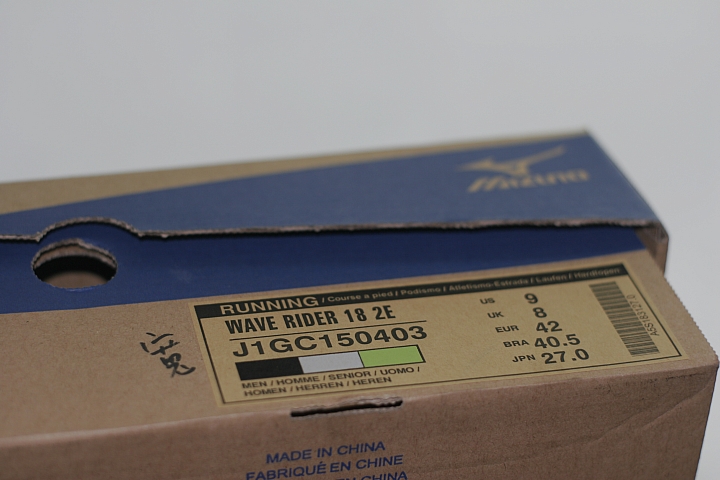 MIZUNO
RUNNING / Course a pied / Podismo / Atletismo-Estrada / Laufen / Hardlopen
WAVE RIDER 18 2E
J1GC150403
MEN / HOMME / SENIOR / UOMO /
HOMEN / HERREN / HEREN
US 9
UK 8
EUR 42
BRA 40.5
JPN 27.0
MADE IN CHINA
FABRIQUÉ EN CHINE
CHINA